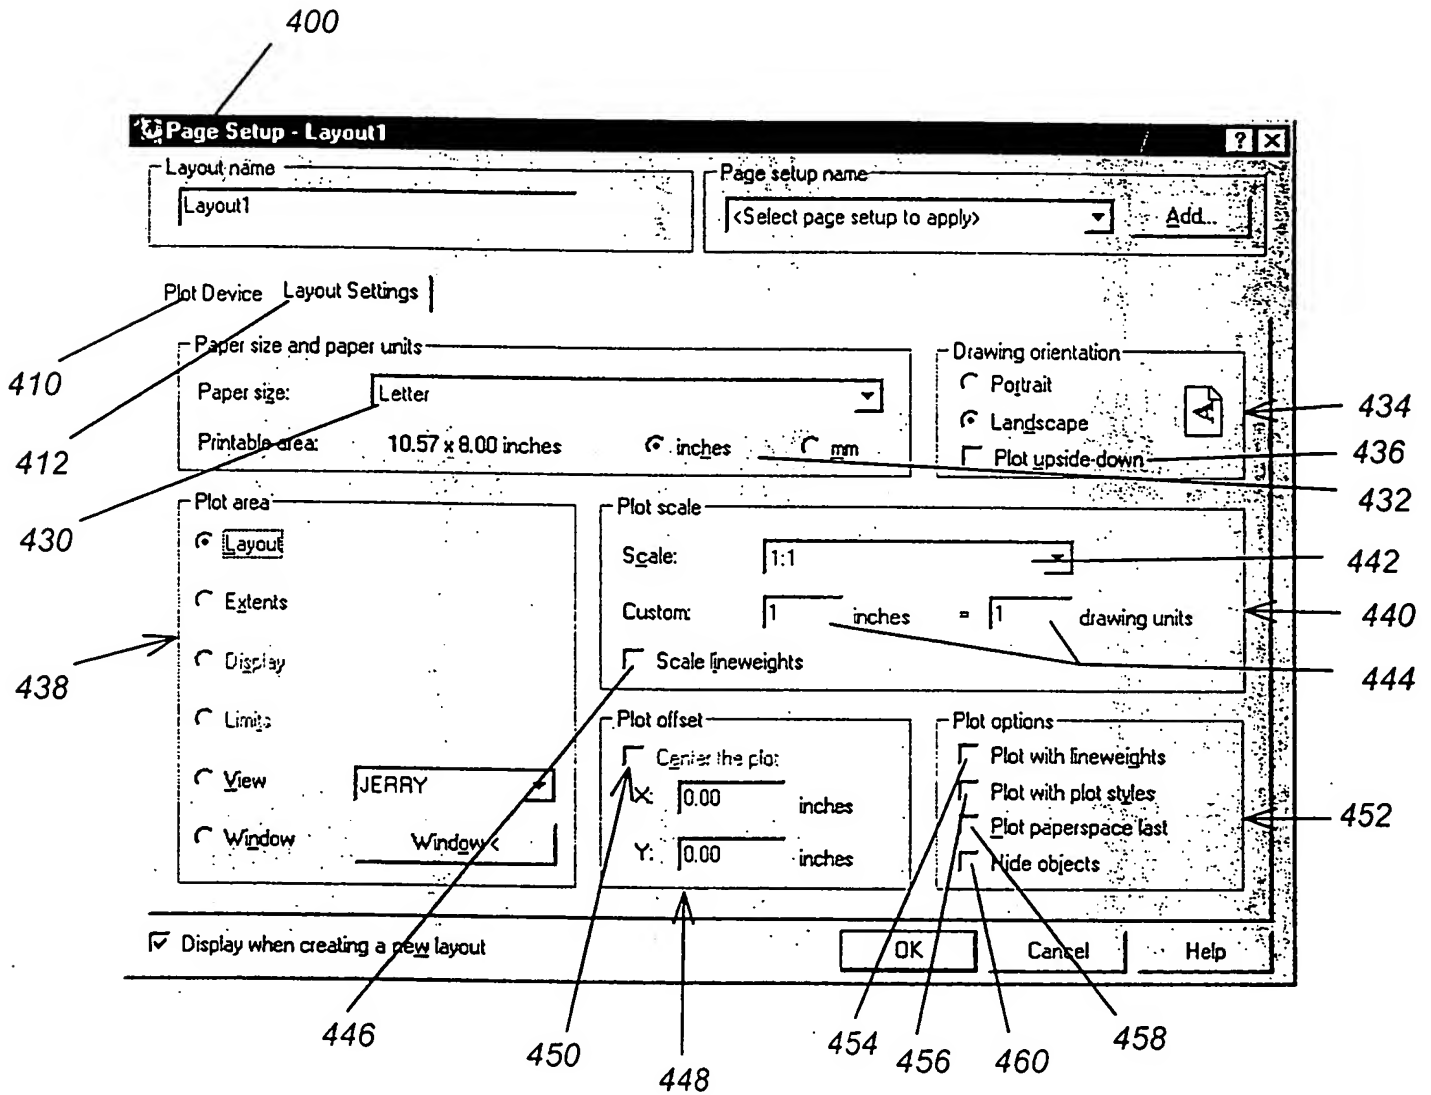 400
Page Setup - Layout1
? X
Layout name
Page setup name
Layout1
<Select page setup to apply>
Add...
Plot Device
Layout Settings
410
Paper size and paper units
Drawing orientation
Paper size:
Letter
Portrait
A
434
Landscape
412
Printable area:
10.57 x 8.00 inches
inches
mm
Plot upside-down
436
432
430
Plot area
Plot scale
Layout
Scale:
1:1
442
Extents
Custom:
1
inches
=
1
drawing units
440
438
Display
Scale lineweights
444
Limits
Plot offset
Plot options
Center the plot
Plot with lineweights
View
JERRY
X:
0.00
inches
Plot with plot styles
452
Window
Window <
Plot paperspace last
Y:
0.00
inches
Hide objects
Display when creating a new layout
OK
Cancel
Help
446
450
448
454
456
460
458